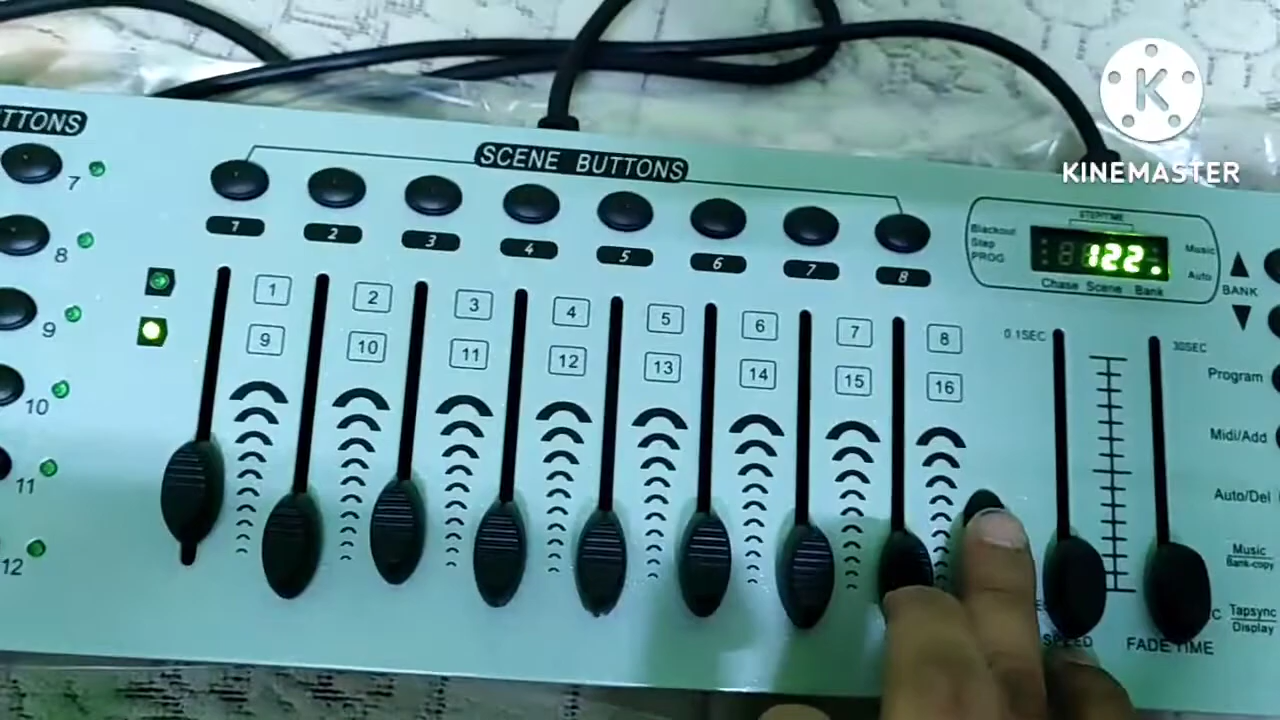 TTONS
SCENE BUTTONS
K
KINEMASTER
7
8
9
10
11
12
1
2
3
4
5
6
7
8
1
2
3
4
5
6
7
8
9
10
11
12
13
14
15
16
STEP/TIME
Blackout
Step
PROG
122.
Music
Auto
Chase Scene Bank
BANK
0.1SEC
30SEC
Program
Midi/Add
Auto/Del
Music
Bank-copy
Tapsync
Display
SPEED
FADE TIME